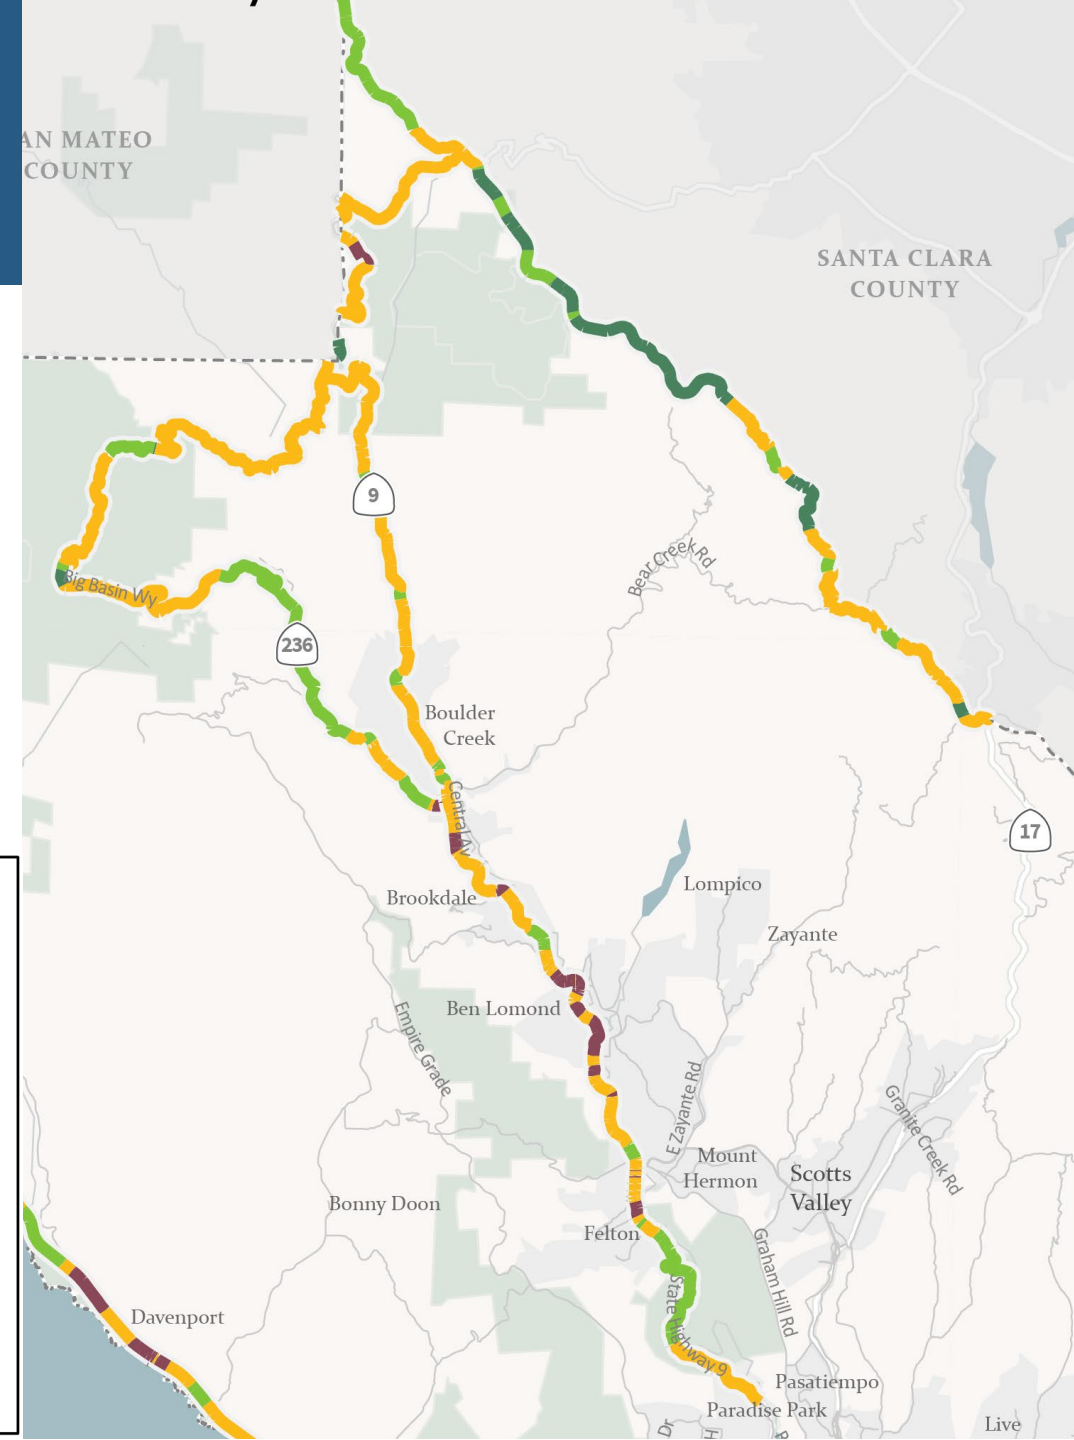 AN MATEO
COUNTY
SANTA CLARA
COUNTY
9
Bear Creek Rd
Big Basin Wy
236
Boulder
Creek
Central Av
17
Lompico
Brookdale
Zayante
Ben Lomond
Empire Grade
E Zayante Rd
Granite Creek Rd
Mount
Hermon
Scotts
Valley
Bonny Doon
Felton
Graham Hill Rd
State Highway 9
Davenport
Pasatiempo
Paradise Park
Live
Dr